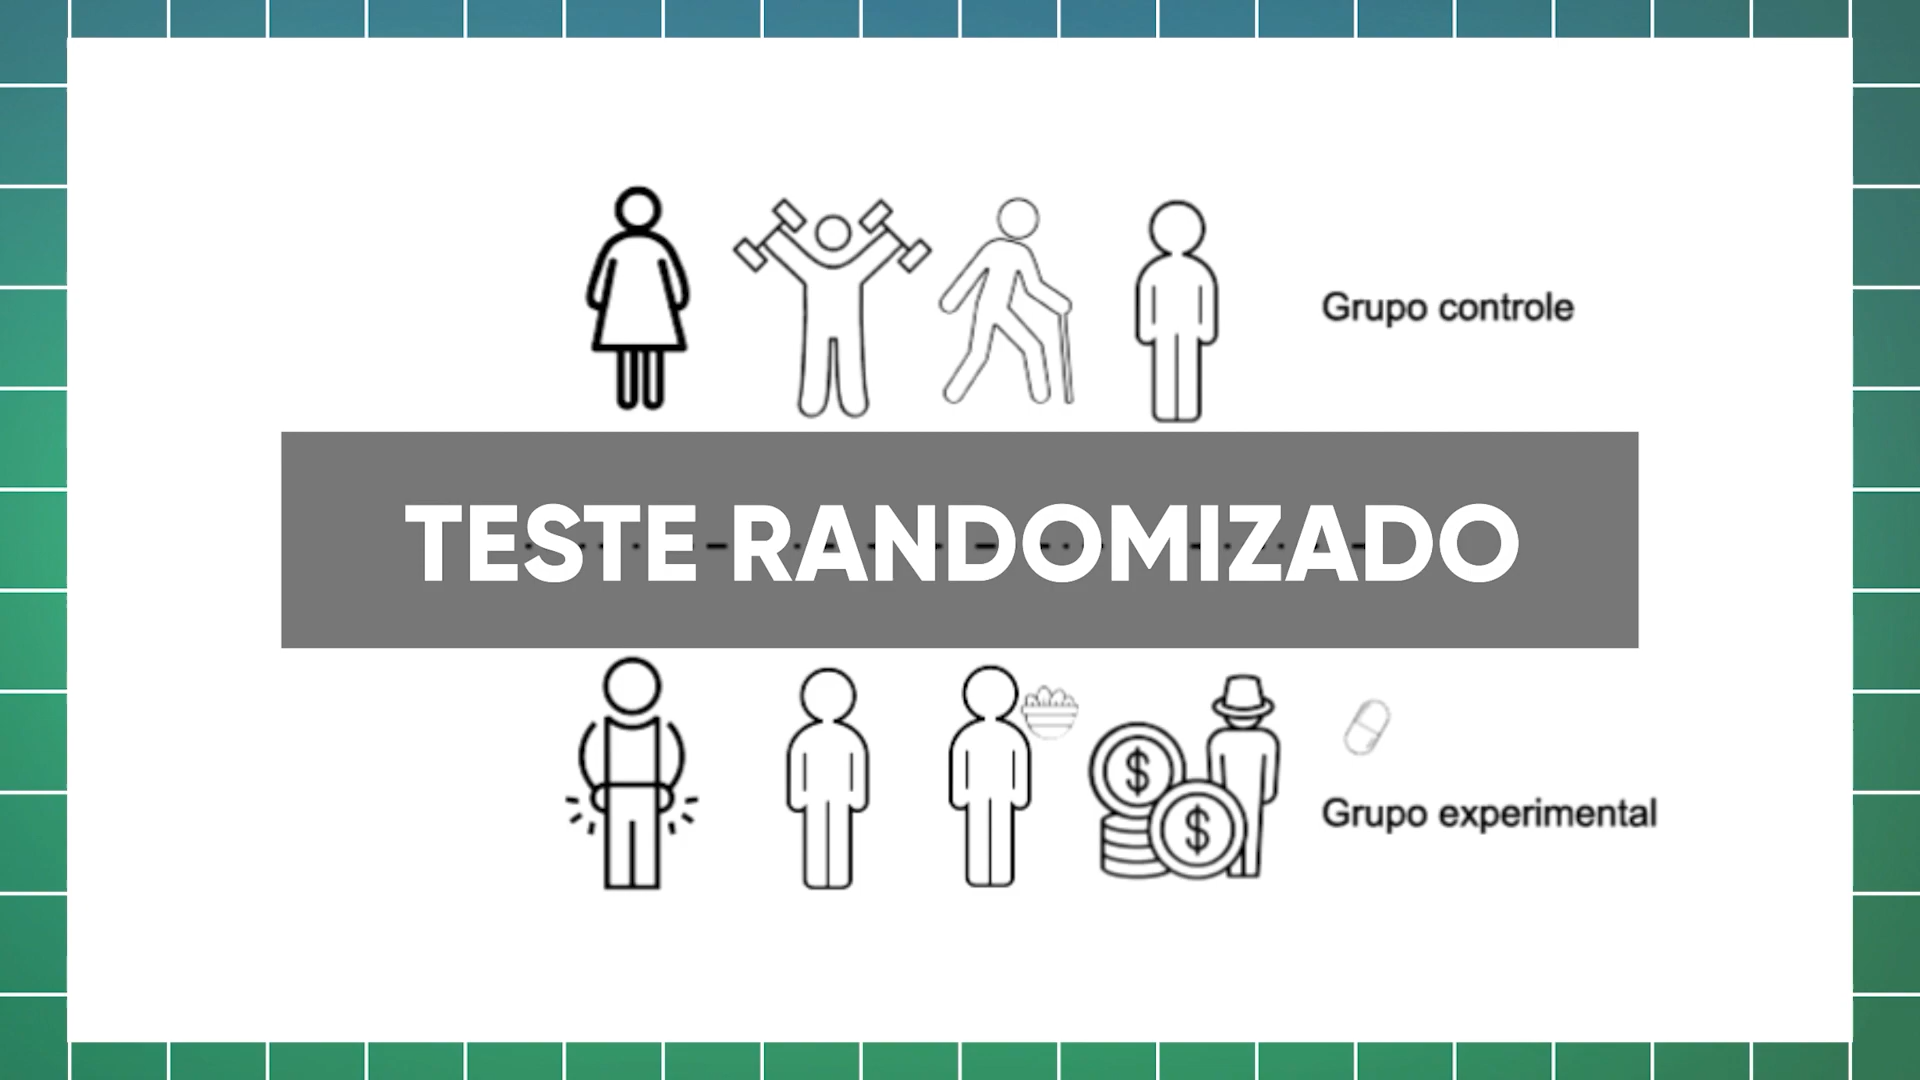 Grupo controle
TESTE RANDOMIZADO
$
$
Grupo experimental